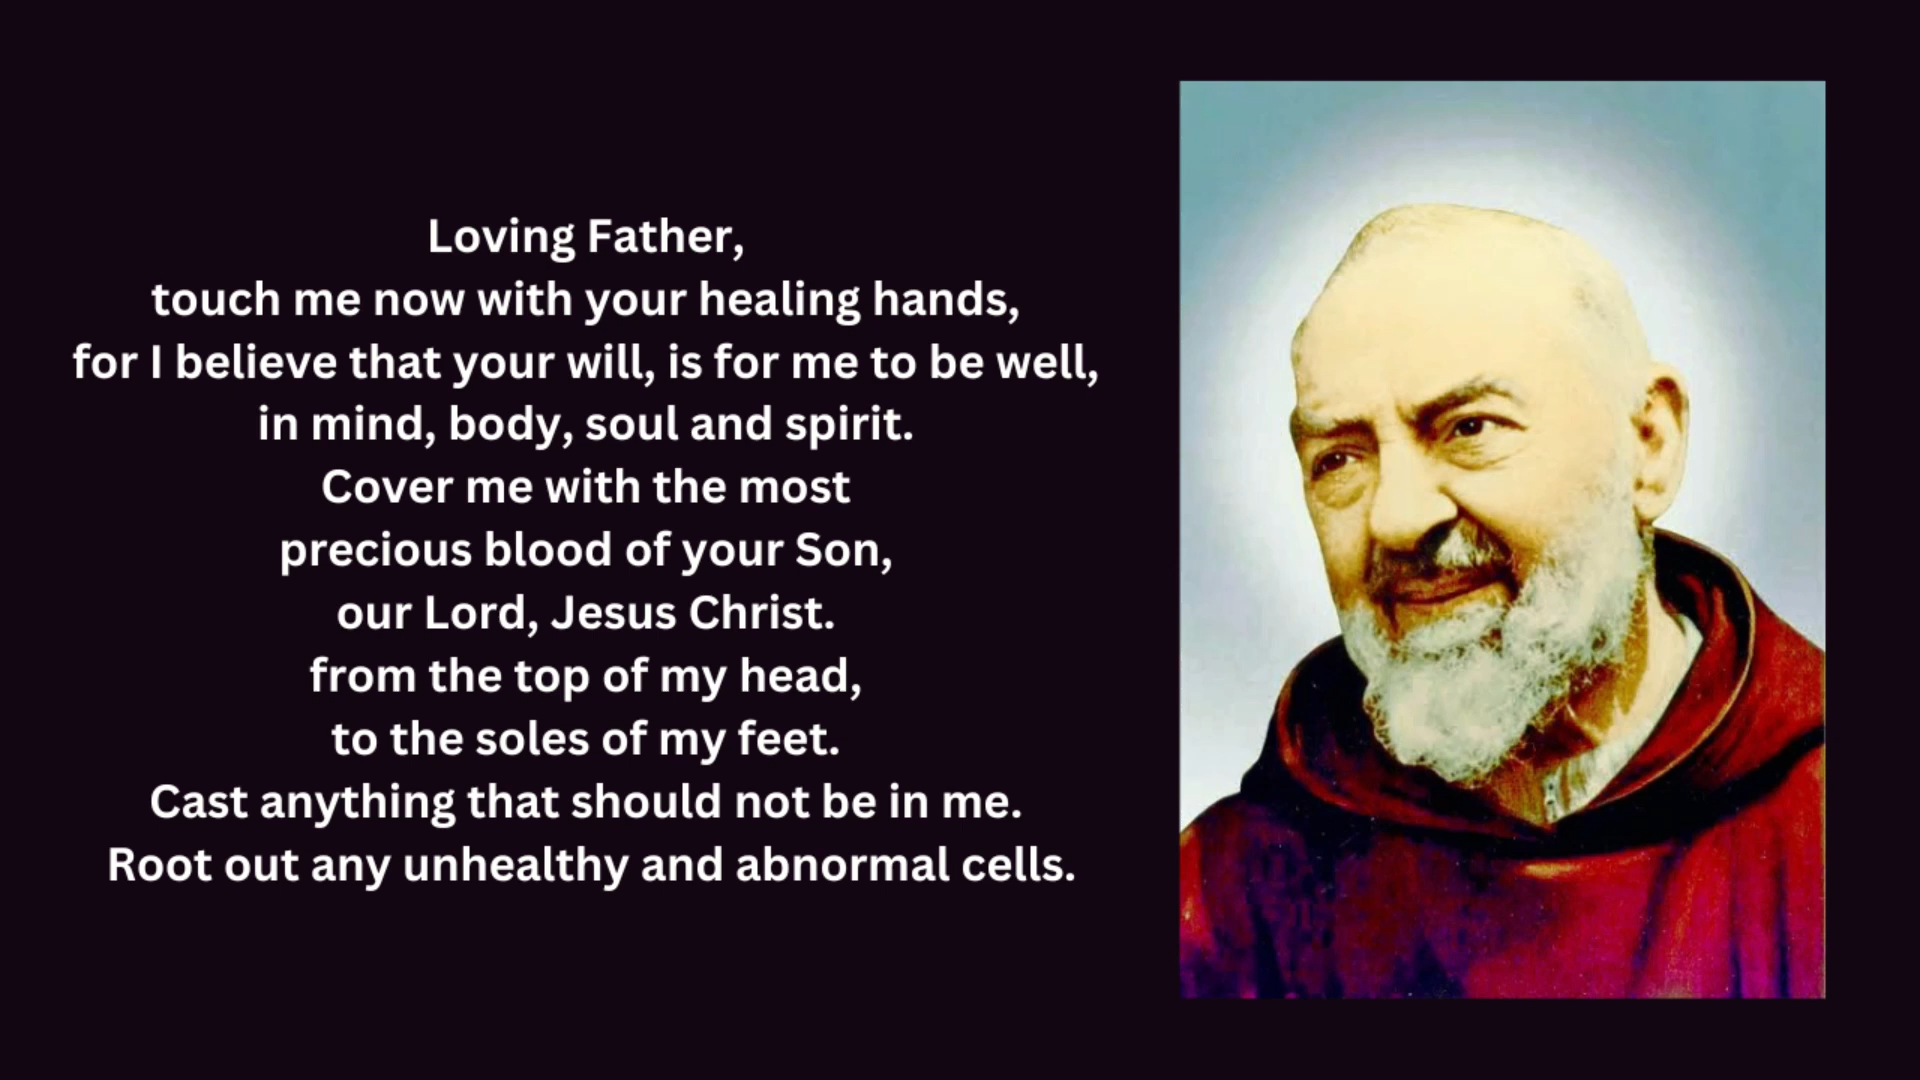 Loving Father,
touch me now with your healing hands,
for I believe that your will, is for me to be well,
in mind, body, soul and spirit.
Cover me with the most
precious blood of your Son,
our Lord, Jesus Christ.
from the top of my head,
to the soles of my feet.
Cast anything that should not be in me.
Root out any unhealthy and abnormal cells.